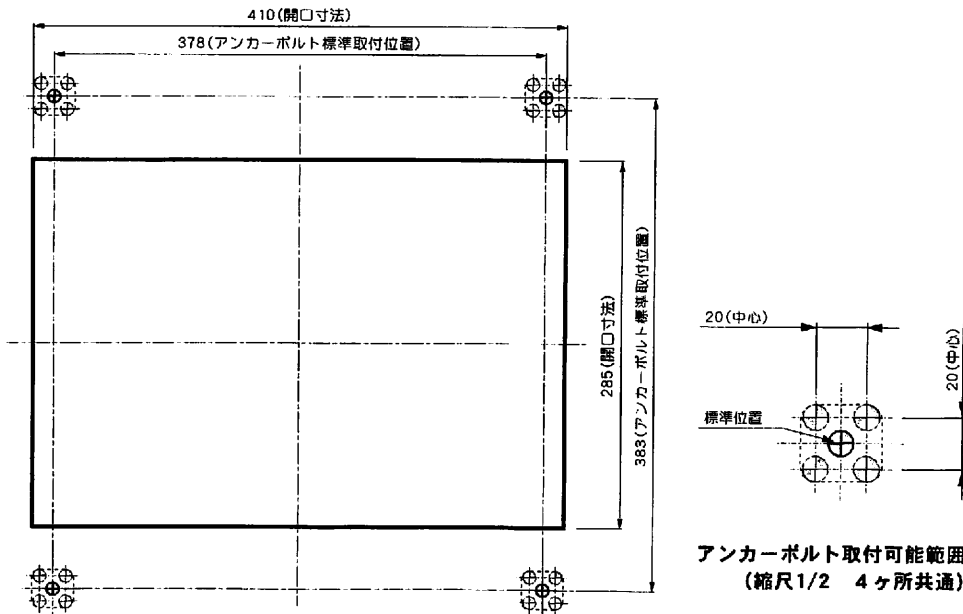 410(開口寸法)
378(アンカーボルト標準取付位置)
285(開口寸法)
383(アンカーボルト標準取付位置)
20(中心)
20(中心)
標準位置
アンカーボルト取付可能範囲
(縮尺1/2 4ヶ所共通)